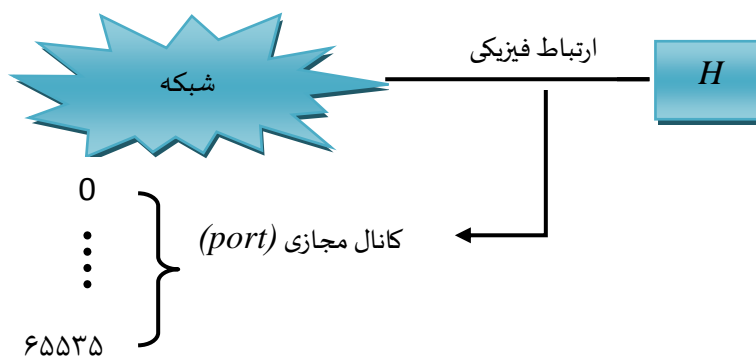 ارتباط فیزیکی
H
شبکه
0
کانال مجازی (port)
۶۵۵۳۵